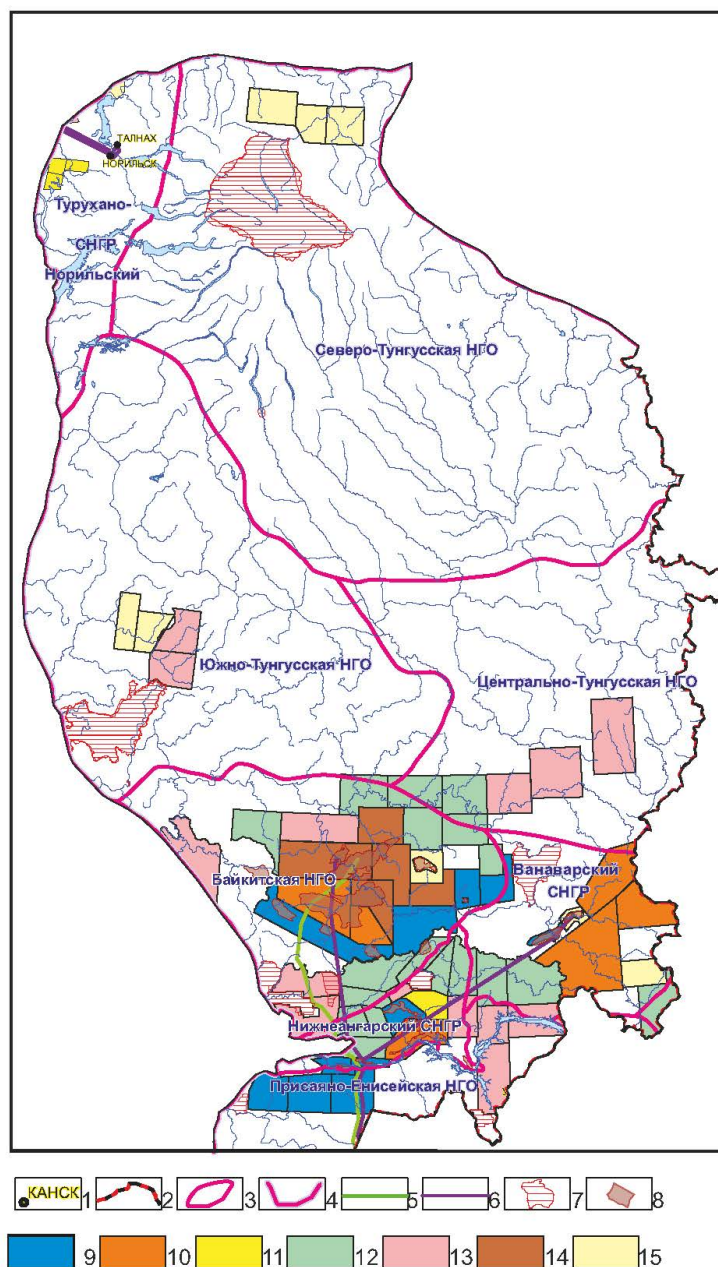 ТАЛНАХ
НОРИЛЬСК
Турухано-
СНГР
Норильский
Северо-Тунгусская НГО
Южно-Тунгусская НГО
Центрально-Тунгусская НГО
Байкитская НГО
Ванаварский
СНГР
Нижнеангарский СНГР
Присаяно-Енисейская НГО
КАНСК 1 2 3 4 5 6 7 8
9 10 11 12 13 14 15